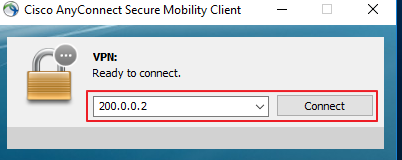 Cisco AnyConnect Secure Mobility Client
VPN:
Ready to connect.
200.0.0.2
Connect